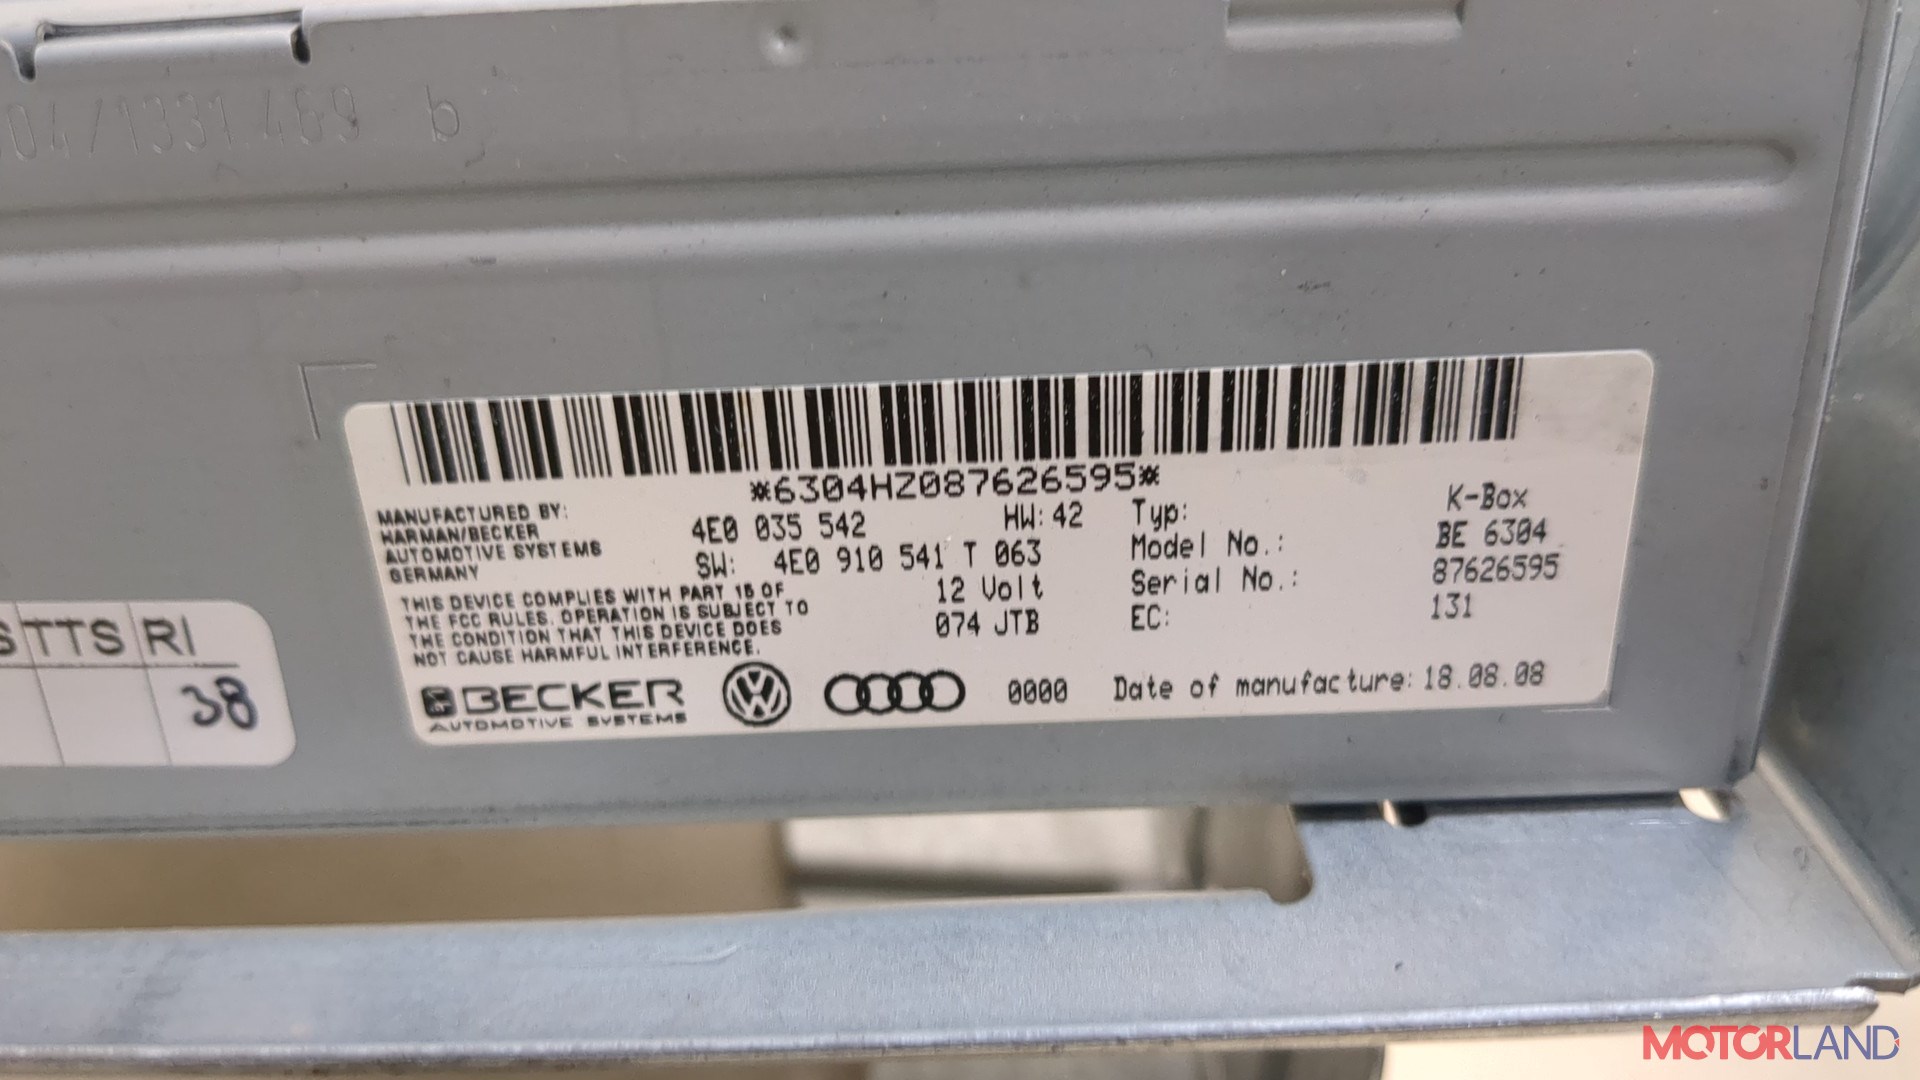 04/1331.469 b
*6304HZ087626595*
MANUFACTURED BY:
HARMAN/BECKER
AUTOMOTIVE SYSTEMS
GERMANY
4E0 035 542 HW: 42
SW: 4E0 910 541 T 063
12 Volt
074 JTB
Typ: K-Box
Model No.: BE 6304
Serial No.: 87626595
EC: 131
THIS DEVICE COMPLIES WITH PART 15 OF
THE FCC RULES. OPERATION IS SUBJECT TO
THE CONDITION THAT THIS DEVICE DOES
NOT CAUSE HARMFUL INTERFERENCE.
BECKER
AUTOMOTIVE SYSTEMS
0000 Date of manufacture: 18.08.08
S TTS RI
38
MOTORLAND